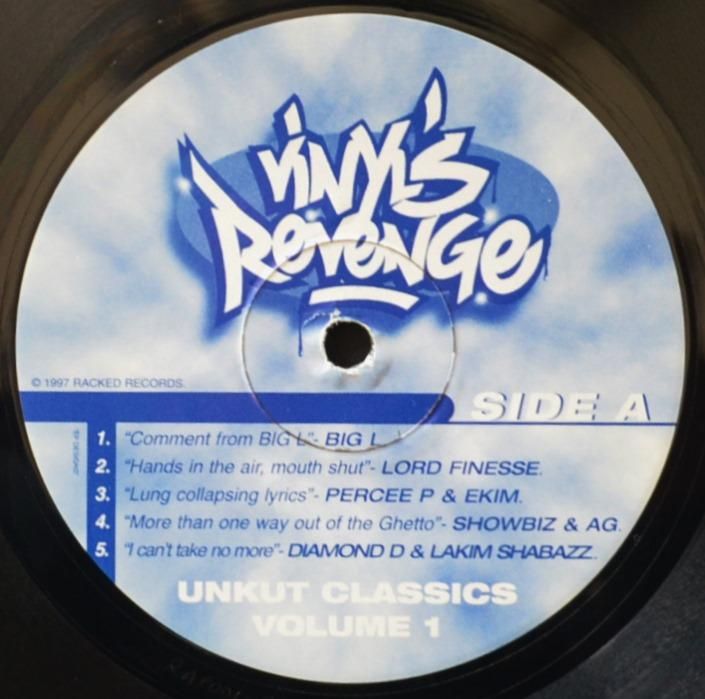 Vinyl's
Revenge
© 1997 RACKED RECORDS.
SIDE A
1. "Comment from BIG L"- BIG L.
2. "Hands in the air, mouth shut"- LORD FINESSE.
3. "Lung collapsing lyrics"- PERCEE P & EKIM.
4. "More than one way out of the Ghetto"- SHOWBIZ & AG.
5. "I can't take no more"- DIAMOND D & LAKIM SHABAZZ.
UNKUT CLASSICS
VOLUME 1